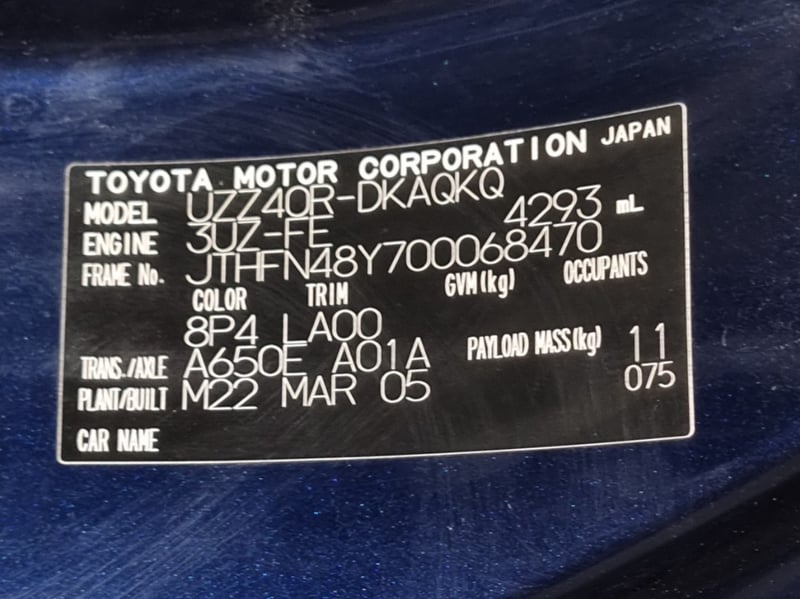 TOYOTA MOTOR CORPORATION JAPAN
MODEL UZZ40R-DKAQKQ
ENGINE 3UZ-FE 4293 mL
FRAME No. JTHFN48Y700068470
COLOR TRIM GVM(kg) OCCUPANTS
8P4 LA00
TRANS./AXLE A650E A01A PAYLOAD MASS(kg) 11
PLANT/BUILT M22 MAR 05 075
CAR NAME